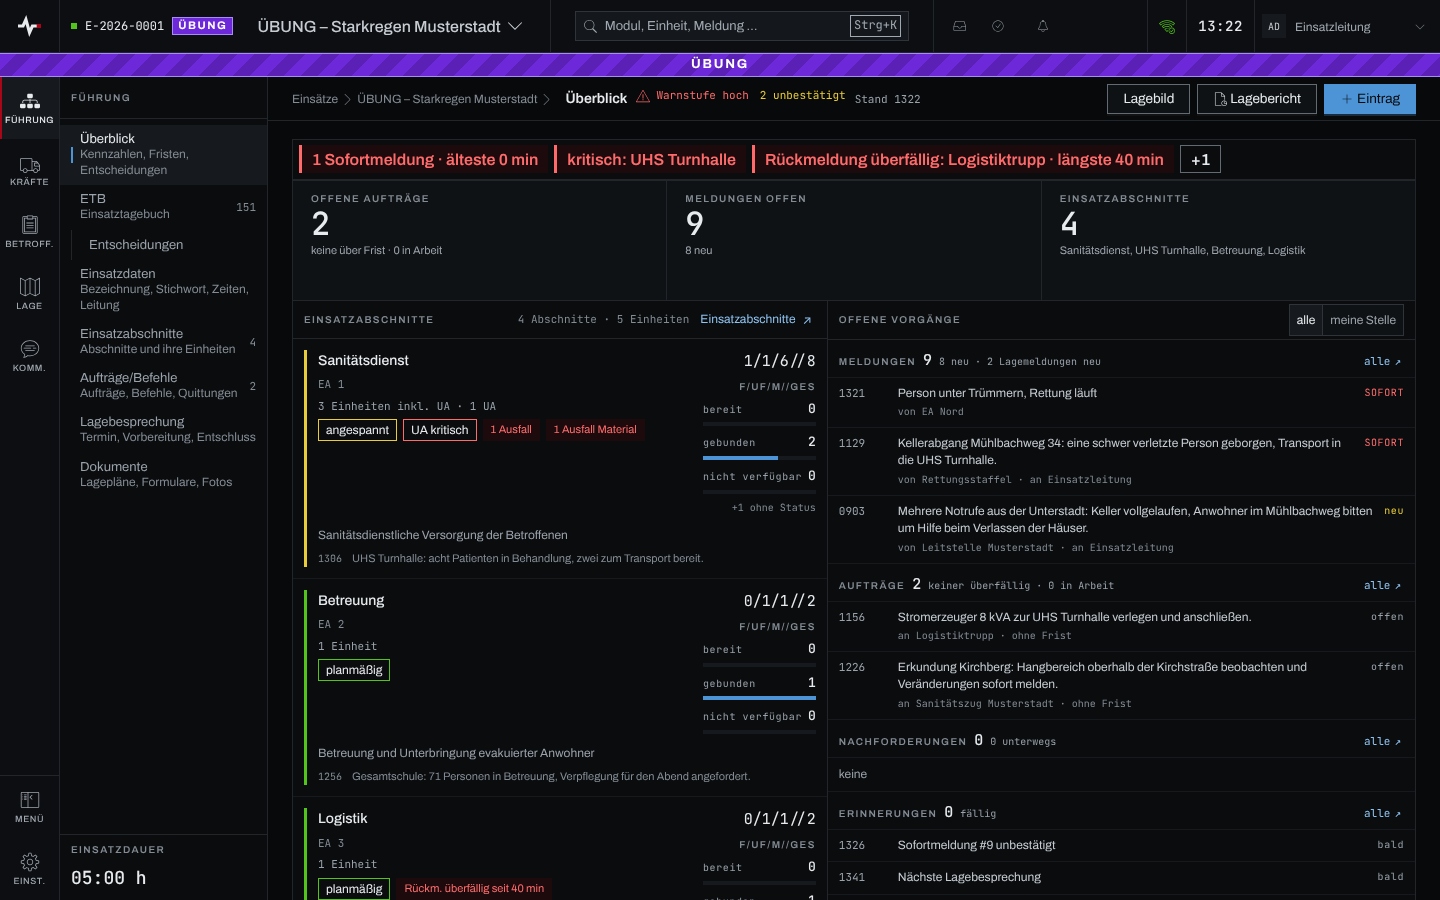 E-2026-0001 ÜBUNG
ÜBUNG – Starkregen Musterstadt
Modul, Einheit, Meldung ... Strg+K
13:22
AD Einsatzleitung
ÜBUNG
FÜHRUNG
KRÄFTE
BETROFF.
LAGE
KOMM.
MENÜ
EINST.
FÜHRUNG
Überblick
Kennzahlen, Fristen,
Entscheidungen
ETB
Einsatztagebuch 151
Entscheidungen
Einsatzdaten
Bezeichnung, Stichwort, Zeiten,
Leitung
Einsatzabschnitte
Abschnitte und ihre Einheiten 4
Aufträge/Befehle
Aufträge, Befehle, Quittungen 2
Lagebesprechung
Termin, Vorbereitung, Entschluss
Dokumente
Lagepläne, Formulare, Fotos
EINSATZDAUER
05:00 h
Einsätze > ÜBUNG – Starkregen Musterstadt > Überblick Warnstufe hoch 2 unbestätigt Stand 1322
Lagebild Lagebericht + Eintrag
1 Sofortmeldung · älteste 0 min kritisch: UHS Turnhalle Rückmeldung überfällig: Logistiktrupp · längste 40 min +1
OFFENE AUFTRÄGE
2
keine über Frist · 0 in Arbeit
MELDUNGEN OFFEN
9
8 neu
EINSATZABSCHNITTE
4
Sanitätsdienst, UHS Turnhalle, Betreuung, Logistik
EINSATZABSCHNITTE 4 Abschnitte · 5 Einheiten Einsatzabschnitte ↗
Sanitätsdienst 1/1/6//8
EA 1 F/UF/M//GES
3 Einheiten inkl. UA · 1 UA
angespannt UA kritisch 1 Ausfall 1 Ausfall Material
bereit 0
gebunden 2
nicht verfügbar 0
+1 ohne Status
Sanitätsdienstliche Versorgung der Betroffenen
1306 UHS Turnhalle: acht Patienten in Behandlung, zwei zum Transport bereit.
Betreuung 0/1/1//2
EA 2 F/UF/M//GES
1 Einheit
planmäßig
bereit 0
gebunden 1
nicht verfügbar 0
Betreuung und Unterbringung evakuierter Anwohner
1256 Gesamtschule: 71 Personen in Betreuung, Verpflegung für den Abend angefordert.
Logistik 0/1/1//2
EA 3 F/UF/M//GES
1 Einheit
planmäßig Rückm. überfällig seit 40 min
bereit 0
OFFENE VORGÄNGE alle meine Stelle
MELDUNGEN 9 8 neu · 2 Lagemeldungen neu alle ↗
1321 Person unter Trümmern, Rettung läuft SOFORT
von EA Nord
1129 Kellerabgang Mühlbachweg 34: eine schwer verletzte Person geborgen, Transport in SOFORT
die UHS Turnhalle.
von Rettungsstaffel · an Einsatzleitung
0903 Mehrere Notrufe aus der Unterstadt: Keller vollgelaufen, Anwohner im Mühlbachweg bitten neu
um Hilfe beim Verlassen der Häuser.
von Leitstelle Musterstadt · an Einsatzleitung
AUFTRÄGE 2 keiner überfällig · 0 in Arbeit alle ↗
1156 Stromerzeuger 8 kVA zur UHS Turnhalle verlegen und anschließen. offen
an Logistiktrupp · ohne Frist
1226 Erkundung Kirchberg: Hangbereich oberhalb der Kirchstraße beobachten und offen
Veränderungen sofort melden.
an Sanitätszug Musterstadt · ohne Frist
NACHFORDERUNGEN 0 0 unterwegs alle ↗
keine
ERINNERUNGEN 0 fällig alle ↗
1326 Sofortmeldung #9 unbestätigt bald
1341 Nächste Lagebesprechung bald